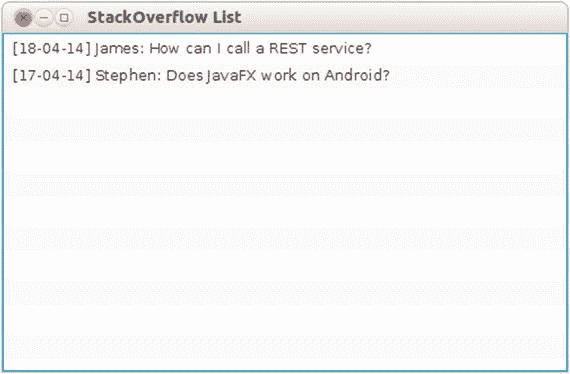 StackOverflow List
[18-04-14] James: How can I call a REST service?
[17-04-14] Stephen: Does JavaFX work on Android?